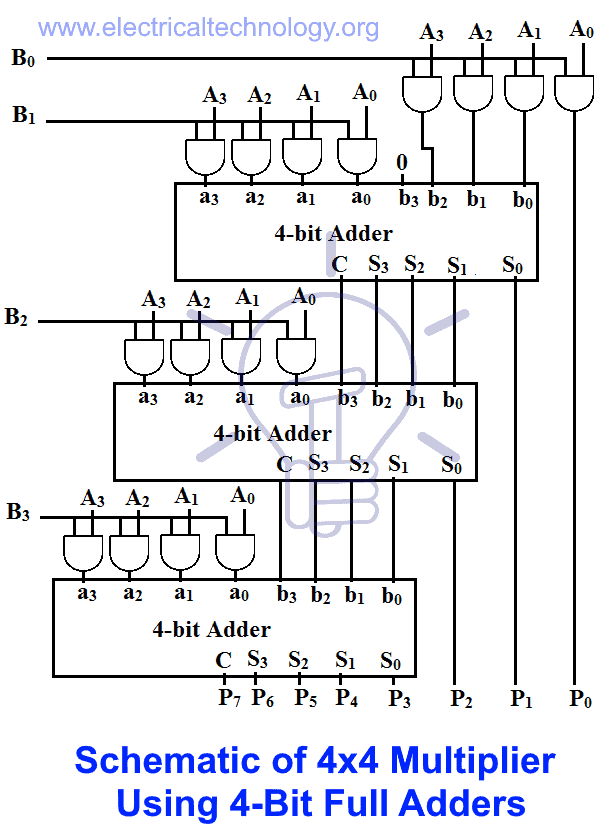 www.electricaltechnology.org
A₃ A₂ A₁ A₀
B₀
A₃ A₂ A₁ A₀
B₁
0
a₃ a₂ a₁ a₀ b₃ b₂ b₁ b₀
4-bit Adder
C S₃ S₂ S₁ S₀
A₃ A₂ A₁ A₀
B₂
a₃ a₂ a₁ a₀ b₃ b₂ b₁ b₀
4-bit Adder
C S₃ S₂ S₁ S₀
A₃ A₂ A₁ A₀
B₃
a₃ a₂ a₁ a₀ b₃ b₂ b₁ b₀
4-bit Adder
C S₃ S₂ S₁ S₀
P₇ P₆ P₅ P₄ P₃ P₂ P₁ P₀
Schematic of 4x4 Multiplier
Using 4-Bit Full Adders